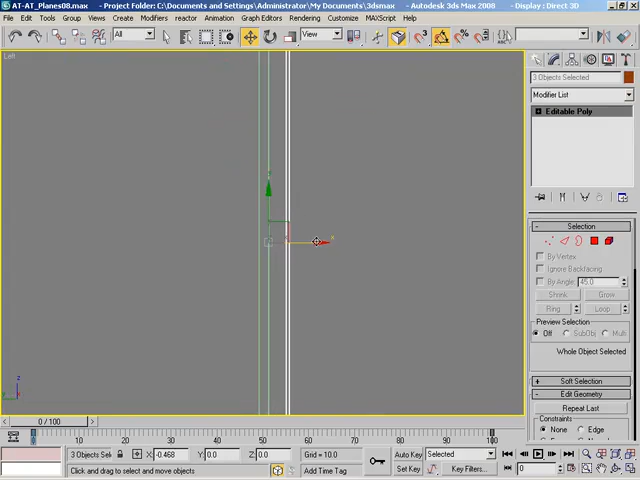 AT-AT_Planes08.max - Project Folder: C:\Documents and Settings\Administrator\My Documents\3dsmax - Autodesk 3ds Max 2008 - Display : Direct 3D
File Edit Tools Group Views Create Modifiers reactor Animation Graph Editors Rendering Customize MAXScript Help
All View
Left
3 Objects Selected
Modifier List
Editable Poly
Selection
By Vertex
Ignore Backfacing
By Angle: 45.0
Shrink Grow
Ring Loop
Preview Selection
Off SubObj Multi
Whole Object Selected
Soft Selection
Edit Geometry
Repeat Last
Constraints
None Edge
z
y x
0 / 100
0 10 20 30 40 50 60 70 80 90 100
3 Objects Sel X: -0.468 Y: 0.0 Z: 0.0 Grid = 10.0 Auto Key Selected
Click and drag to select and move objects Add Time Tag Set Key Key Filters... 0